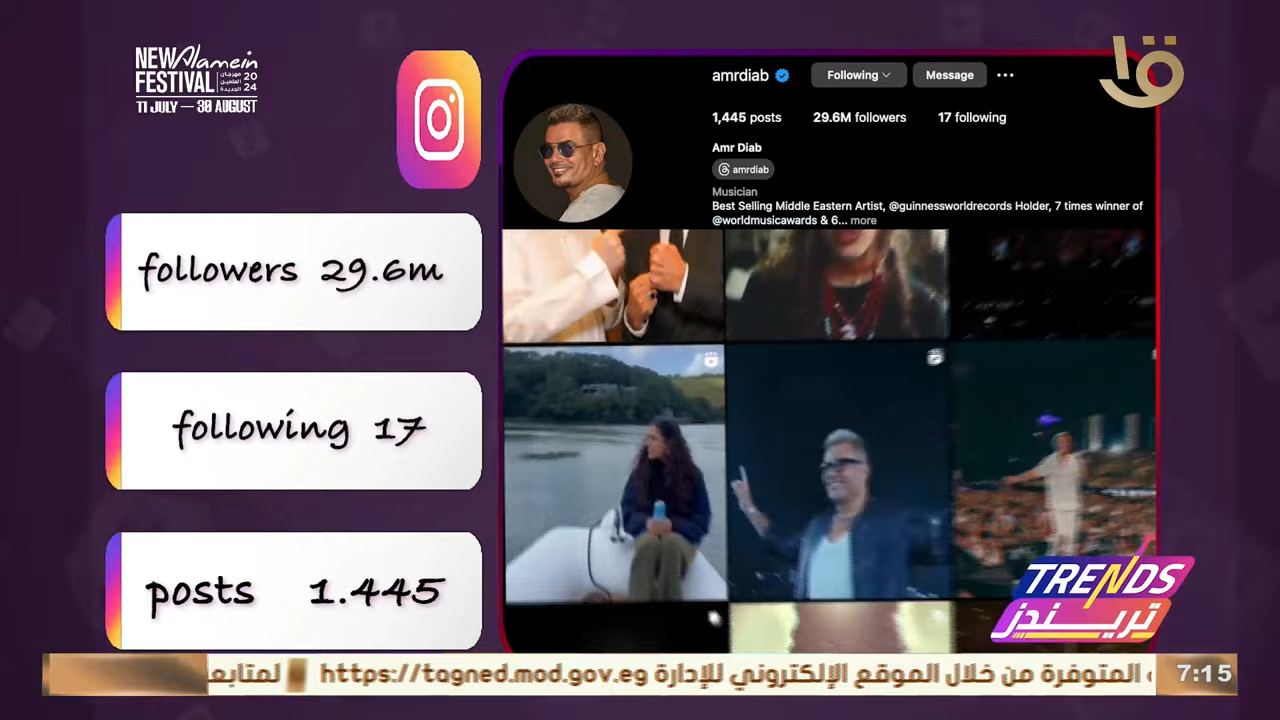 NEW Alamein
FESTIVAL
مهرجان
العلمين
الجديدة
20
24
11 JULY — 30 AUGUST
followers 29.6m
following 17
posts 1.445
amrdiab
Following
Message
1,445 posts 29.6M followers 17 following
Amr Diab
amrdiab
Musician
Best Selling Middle Eastern Artist, @guinnessworldrecords Holder, 7 times winner of
@worldmusicawards & 6... more
TRENDS
تريندز
المتوفرة من خلال الموقع الإلكتروني للإدارة https://tagned.mod.gov.eg
لمتابع
7:15